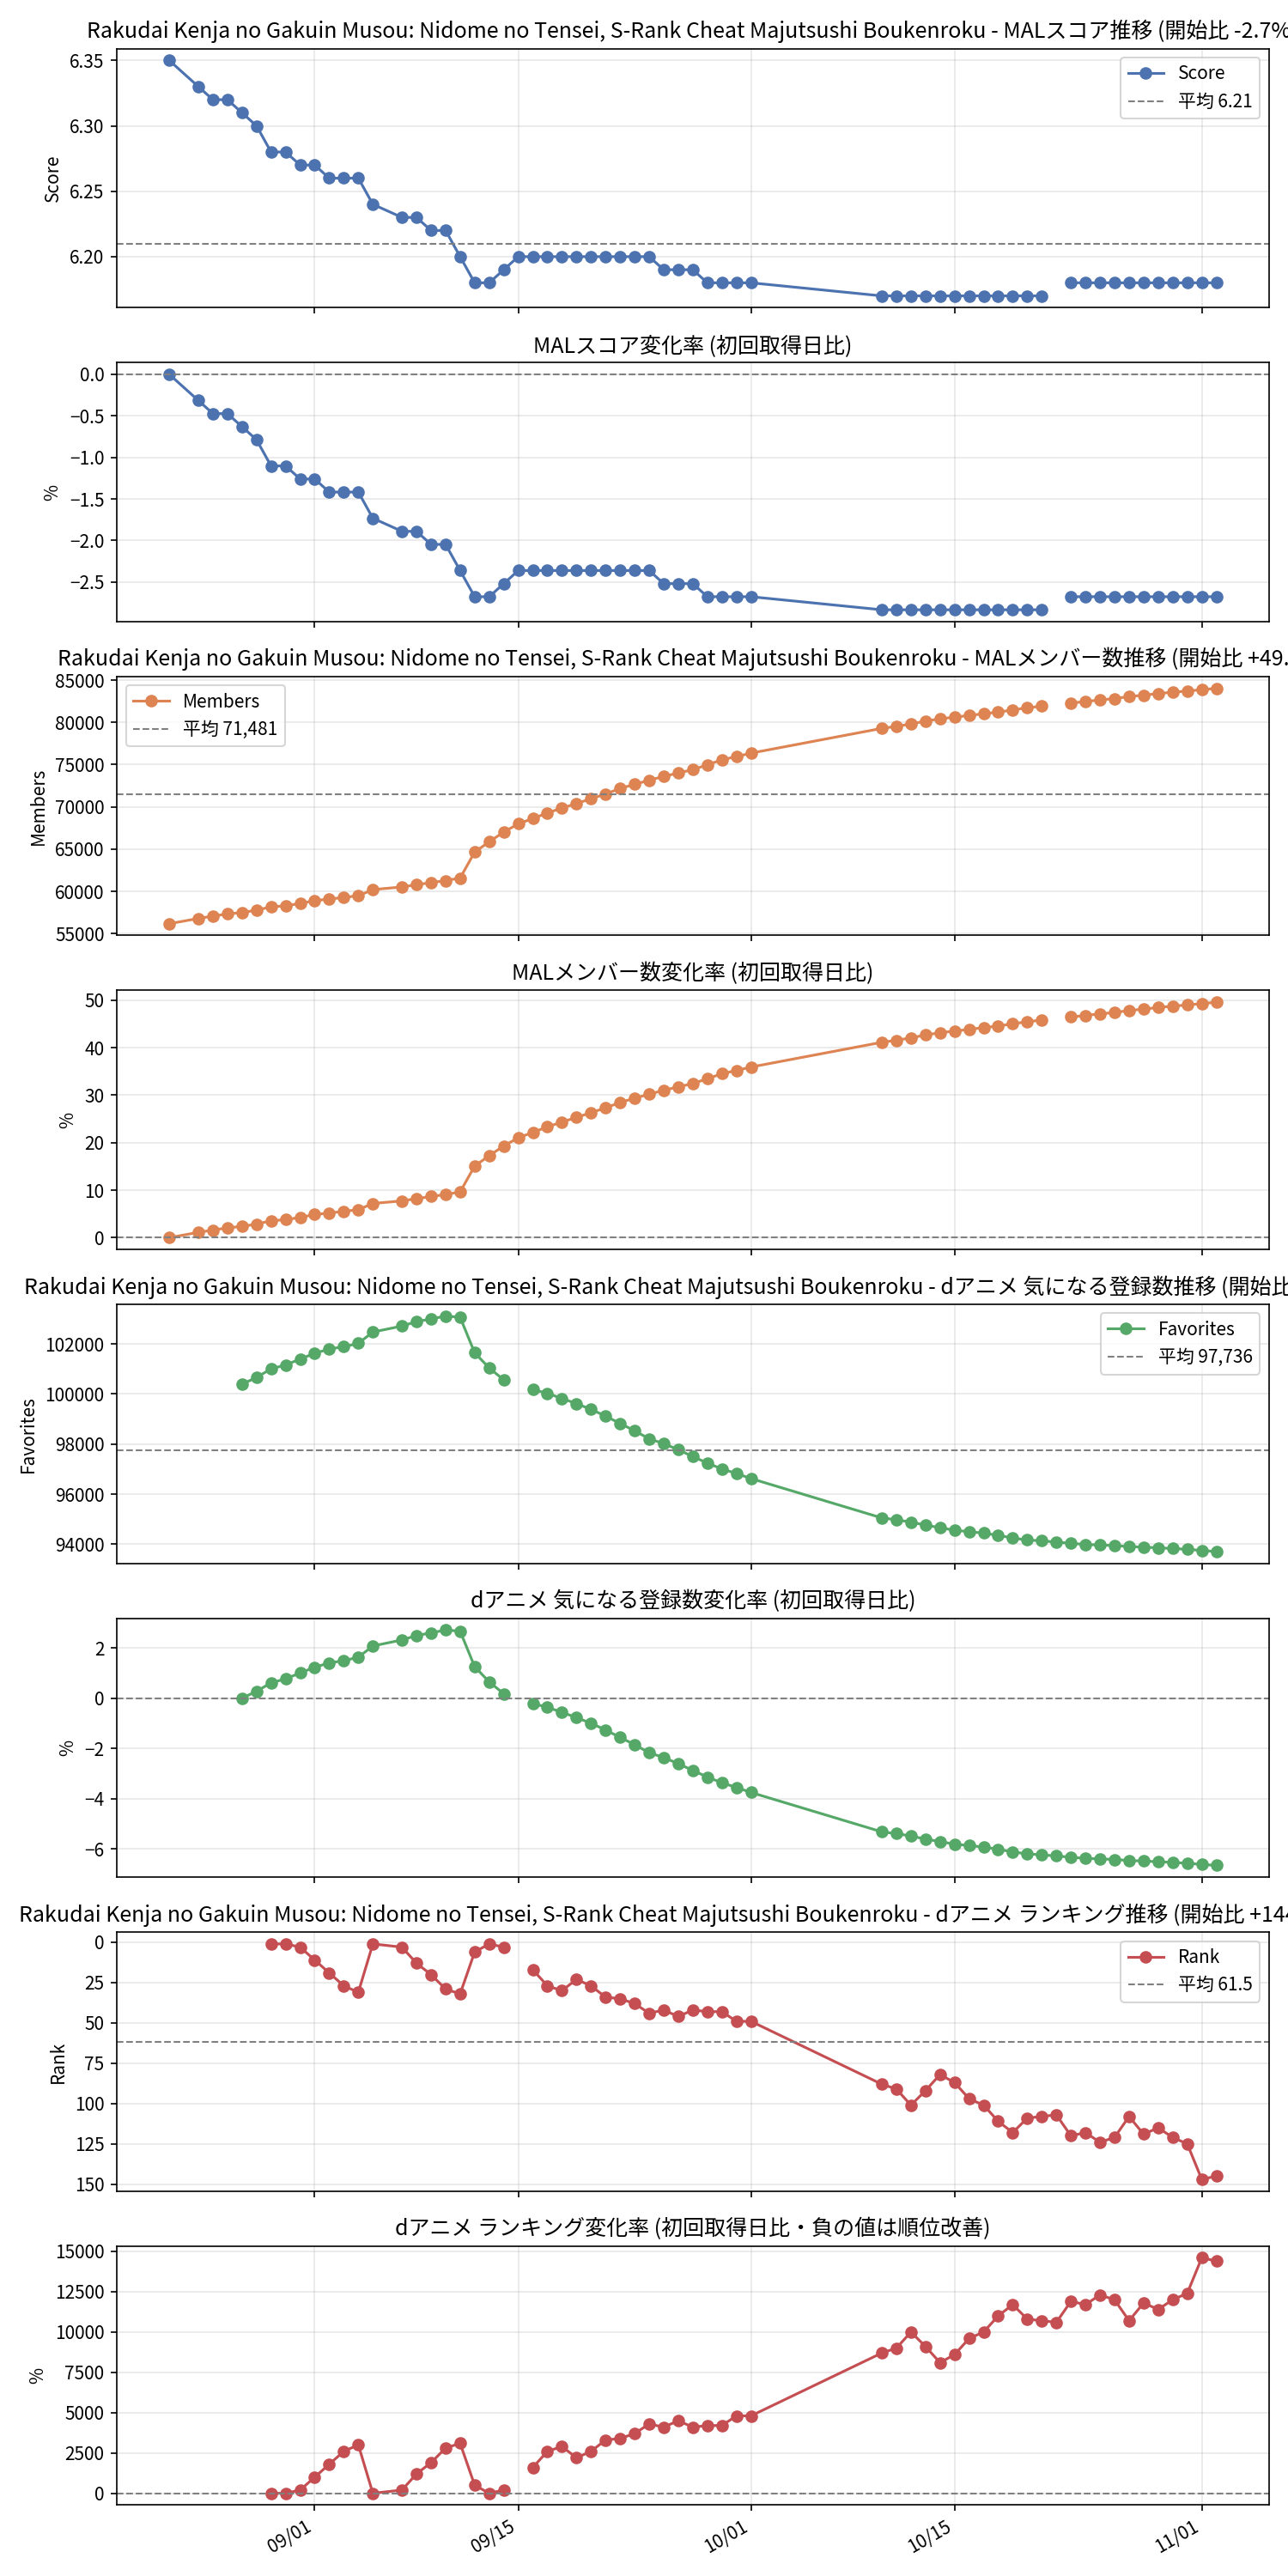 Rakudai Kenja no Gakuin Musou: Nidome no Tensei, S-Rank Cheat Majutsushi Boukenroku - MALスコア推移 (開始比 -2.7%
6.35
6.30
6.25
6.20
Score
Score
平均 6.21
MALスコア変化率 (初回取得日比)
0.0
−0.5
−1.0
−1.5
−2.0
−2.5
%
Rakudai Kenja no Gakuin Musou: Nidome no Tensei, S-Rank Cheat Majutsushi Boukenroku - MALメンバー数推移 (開始比 +49.
85000
80000
75000
70000
65000
60000
55000
Members
Members
平均 71,481
MALメンバー数変化率 (初回取得日比)
50
40
30
20
10
0
%
Rakudai Kenja no Gakuin Musou: Nidome no Tensei, S-Rank Cheat Majutsushi Boukenroku - dアニメ 気になる登録数推移 (開始比
102000
100000
98000
96000
94000
Favorites
Favorites
平均 97,736
dアニメ 気になる登録数変化率 (初回取得日比)
2
0
−2
−4
−6
%
Rakudai Kenja no Gakuin Musou: Nidome no Tensei, S-Rank Cheat Majutsushi Boukenroku - dアニメ ランキング推移 (開始比 +144
0
25
50
75
100
125
150
Rank
Rank
平均 61.5
dアニメ ランキング変化率 (初回取得日比・負の値は順位改善)
15000
12500
10000
7500
5000
2500
0
%
09/01
09/15
10/01
10/15
11/01